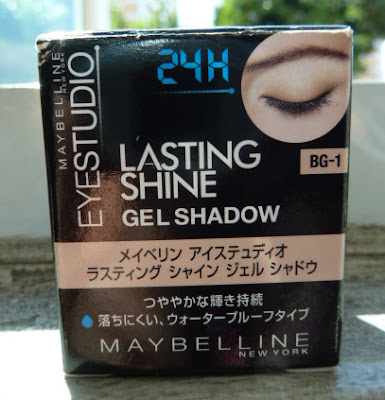 MAYBELLINE
NEW YORK
EYESTUDIO
24H
LASTING
SHINE
GEL SHADOW
BG-1
メイベリン アイステュディオ
ラスティング シャイン ジェル シャドウ
つややかな輝き持続
落ちにくい、ウォータープルーフタイプ
MAYBELLINE
NEW YORK